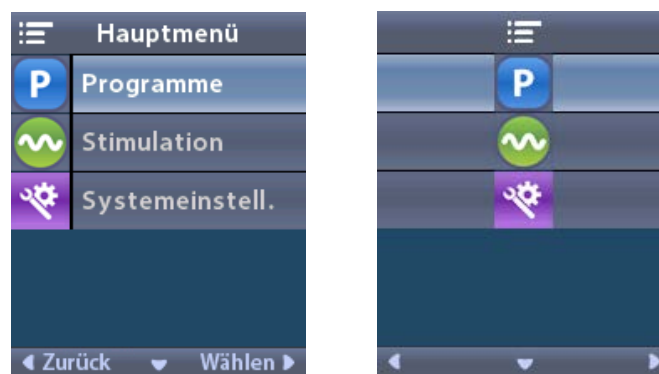 Hauptmenü
P Programme
Stimulation
Systemeinstell.
Zurück Wählen
P